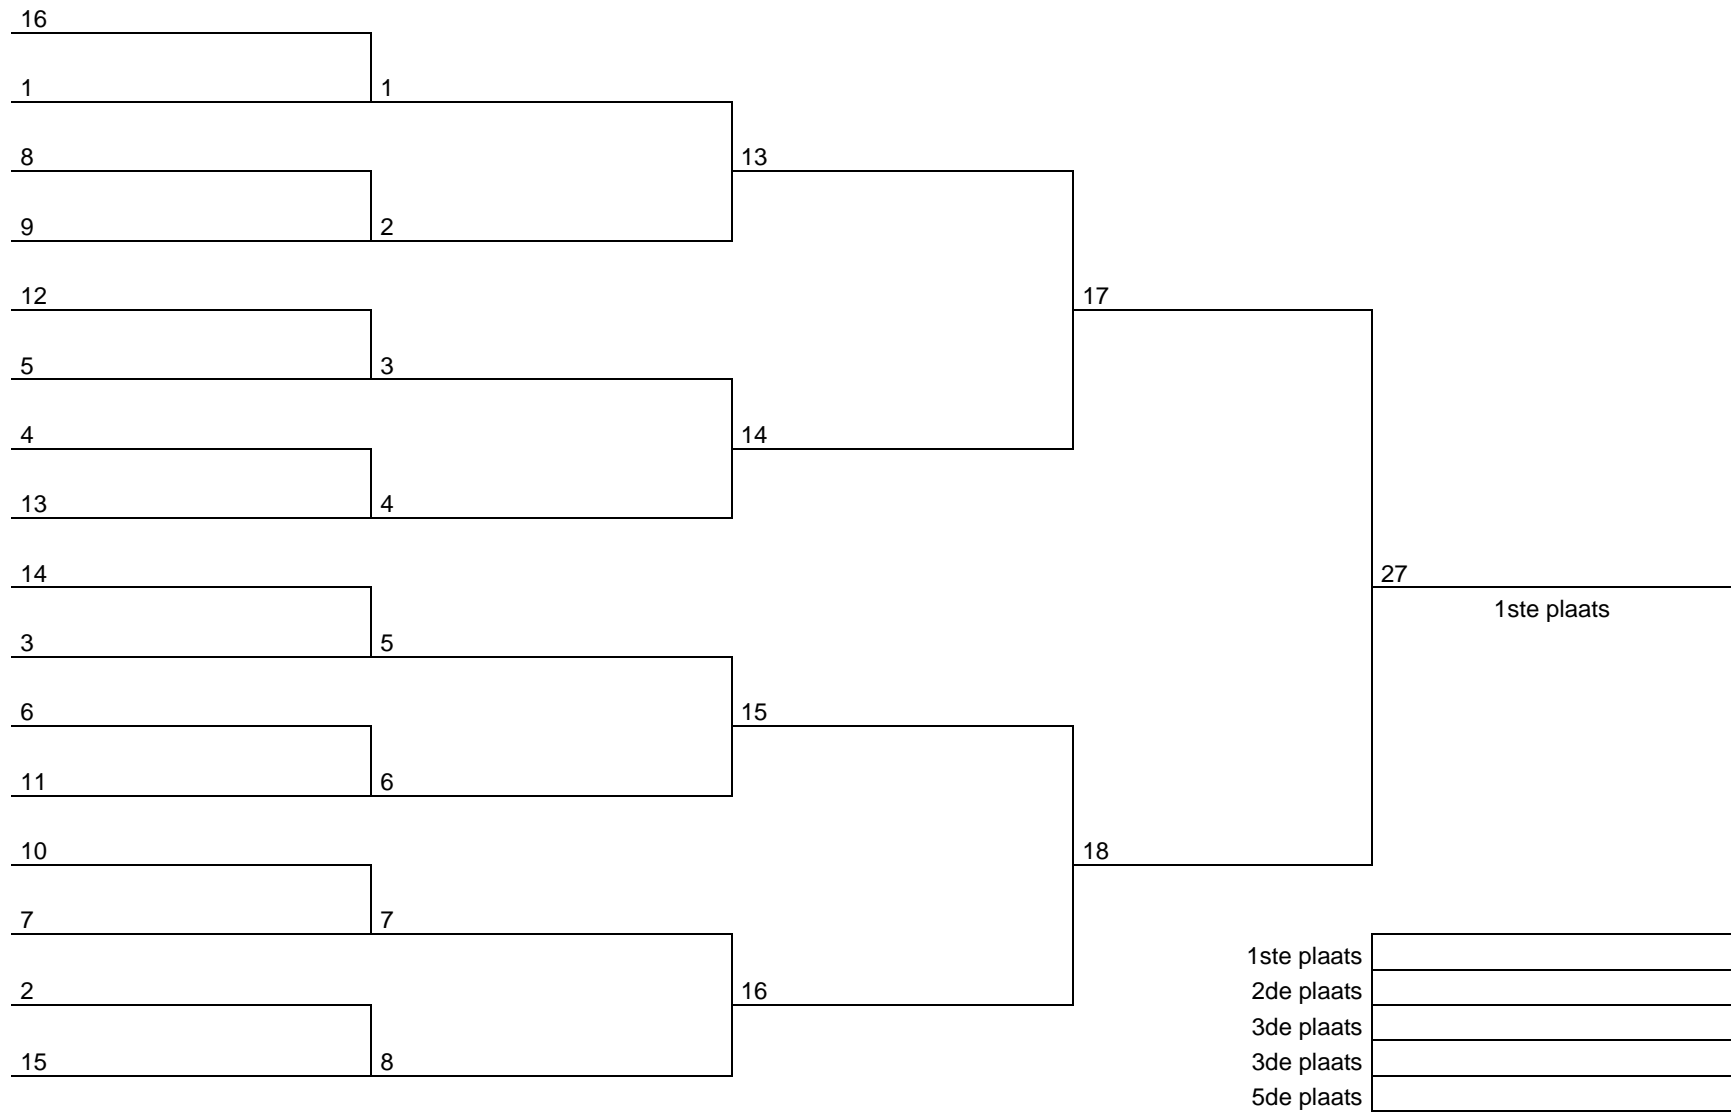 16
1 1
8 13
9 2
12 17
5 3
4 14
13 4
14 27
1ste plaats
3 5
6 15
11 6
10 18
7 7
1ste plaats
2 16 2de plaats
3de plaats
15 8 3de plaats
5de plaats